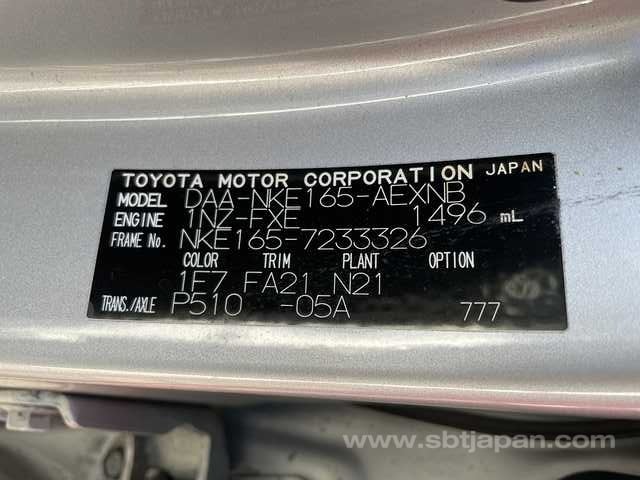 TOYOTA MOTOR CORPORATION JAPAN
MODEL DAA-NKE165-AEXNB
ENGINE 1NZ-FXE 1496 mL
FRAME No. NKE165-7233326
COLOR TRIM PLANT OPTION
1F7 FA21 N21
TRANS./AXLE P510 -05A 777
www.sbtjapan.com